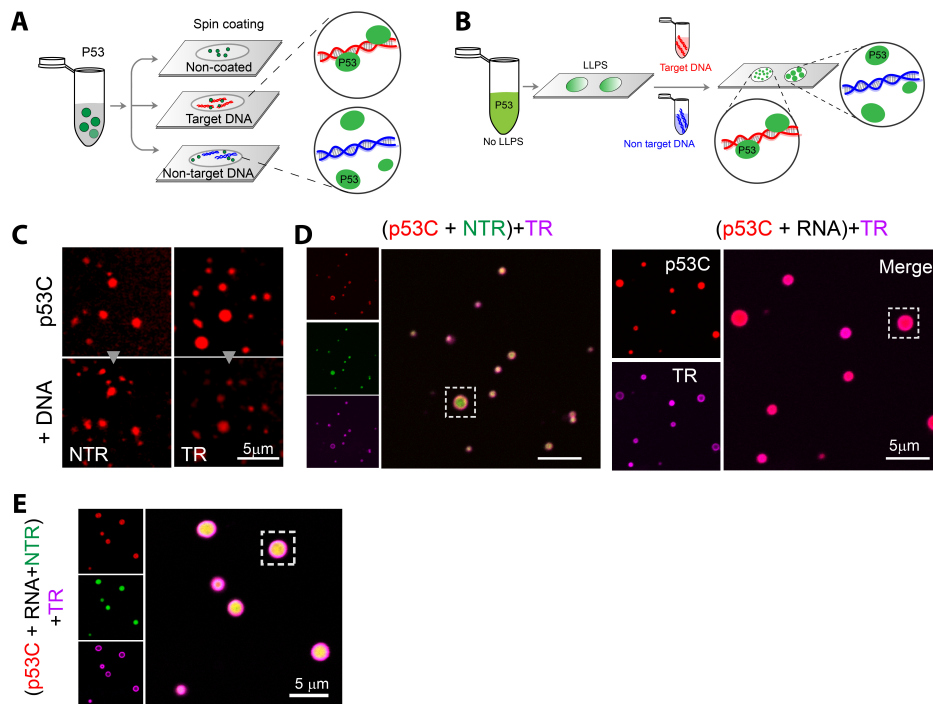 A
P53
Spin coating
Non-coated
Target DNA
Non-target DNA
P53
P53
B
P53
No LLPS
LLPS
Target DNA
Non target DNA
P53
P53
C
p53C
+ DNA
NTR
TR
5μm
D
(p53C + NTR)+TR
(p53C + RNA)+TR
p53C
TR
Merge
5μm
E
(p53C + RNA+NTR)
+TR
5 μm